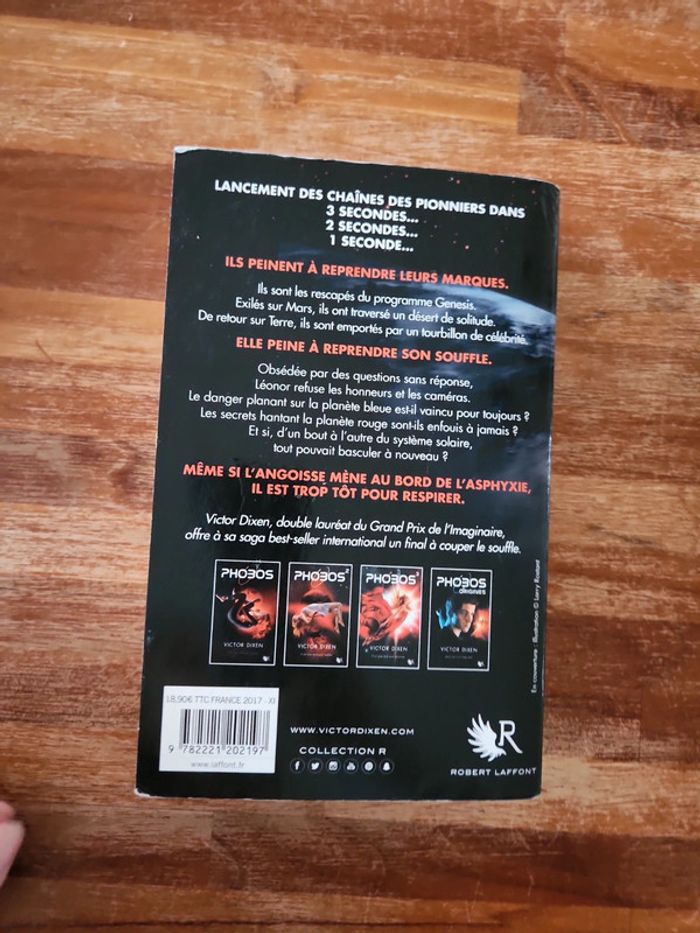 LANCEMENT DES CHAÎNES DES PIONNIERS DANS
3 SECONDES...
2 SECONDES...
1 SECONDE...
ILS PEINENT À REPRENDRE LEURS MARQUES.
Ils sont les rescapés du programme Genesis.
Exilés sur Mars, ils ont traversé un désert de solitude.
De retour sur Terre, ils sont emportés par un tourbillon de célébrité.
ELLE PEINE À REPRENDRE SON SOUFFLE.
Obsédée par des questions sans réponse,
Léonor refuse les honneurs et les caméras.
Le danger planant sur la planète bleue est-il vaincu pour toujours ?
Les secrets hantant la planète rouge sont-ils enfouis à jamais ?
Et si, d'un bout à l'autre du système solaire,
tout pouvait basculer à nouveau ?
MÊME SI L'ANGOISSE MÈNE AU BORD DE L'ASPHYXIE,
IL EST TROP TÔT POUR RESPIRER.
Victor Dixen, double lauréat du Grand Prix de l'Imaginaire,
offre à sa saga best-seller international un final à couper le souffle.
PHOBOS
VICTOR DIXEN
PHOBOS²
VICTOR DIXEN
PHOBOS³
VICTOR DIXEN
PHOBOS
ORIGINES
VICTOR DIXEN
En couverture : illustration © Larry Rostant
18,90€ TTC FRANCE 2017 - XI
9 782221 202197
www.laffont.fr
WWW.VICTORDIXEN.COM
COLLECTION R
R
ROBERT LAFFONT